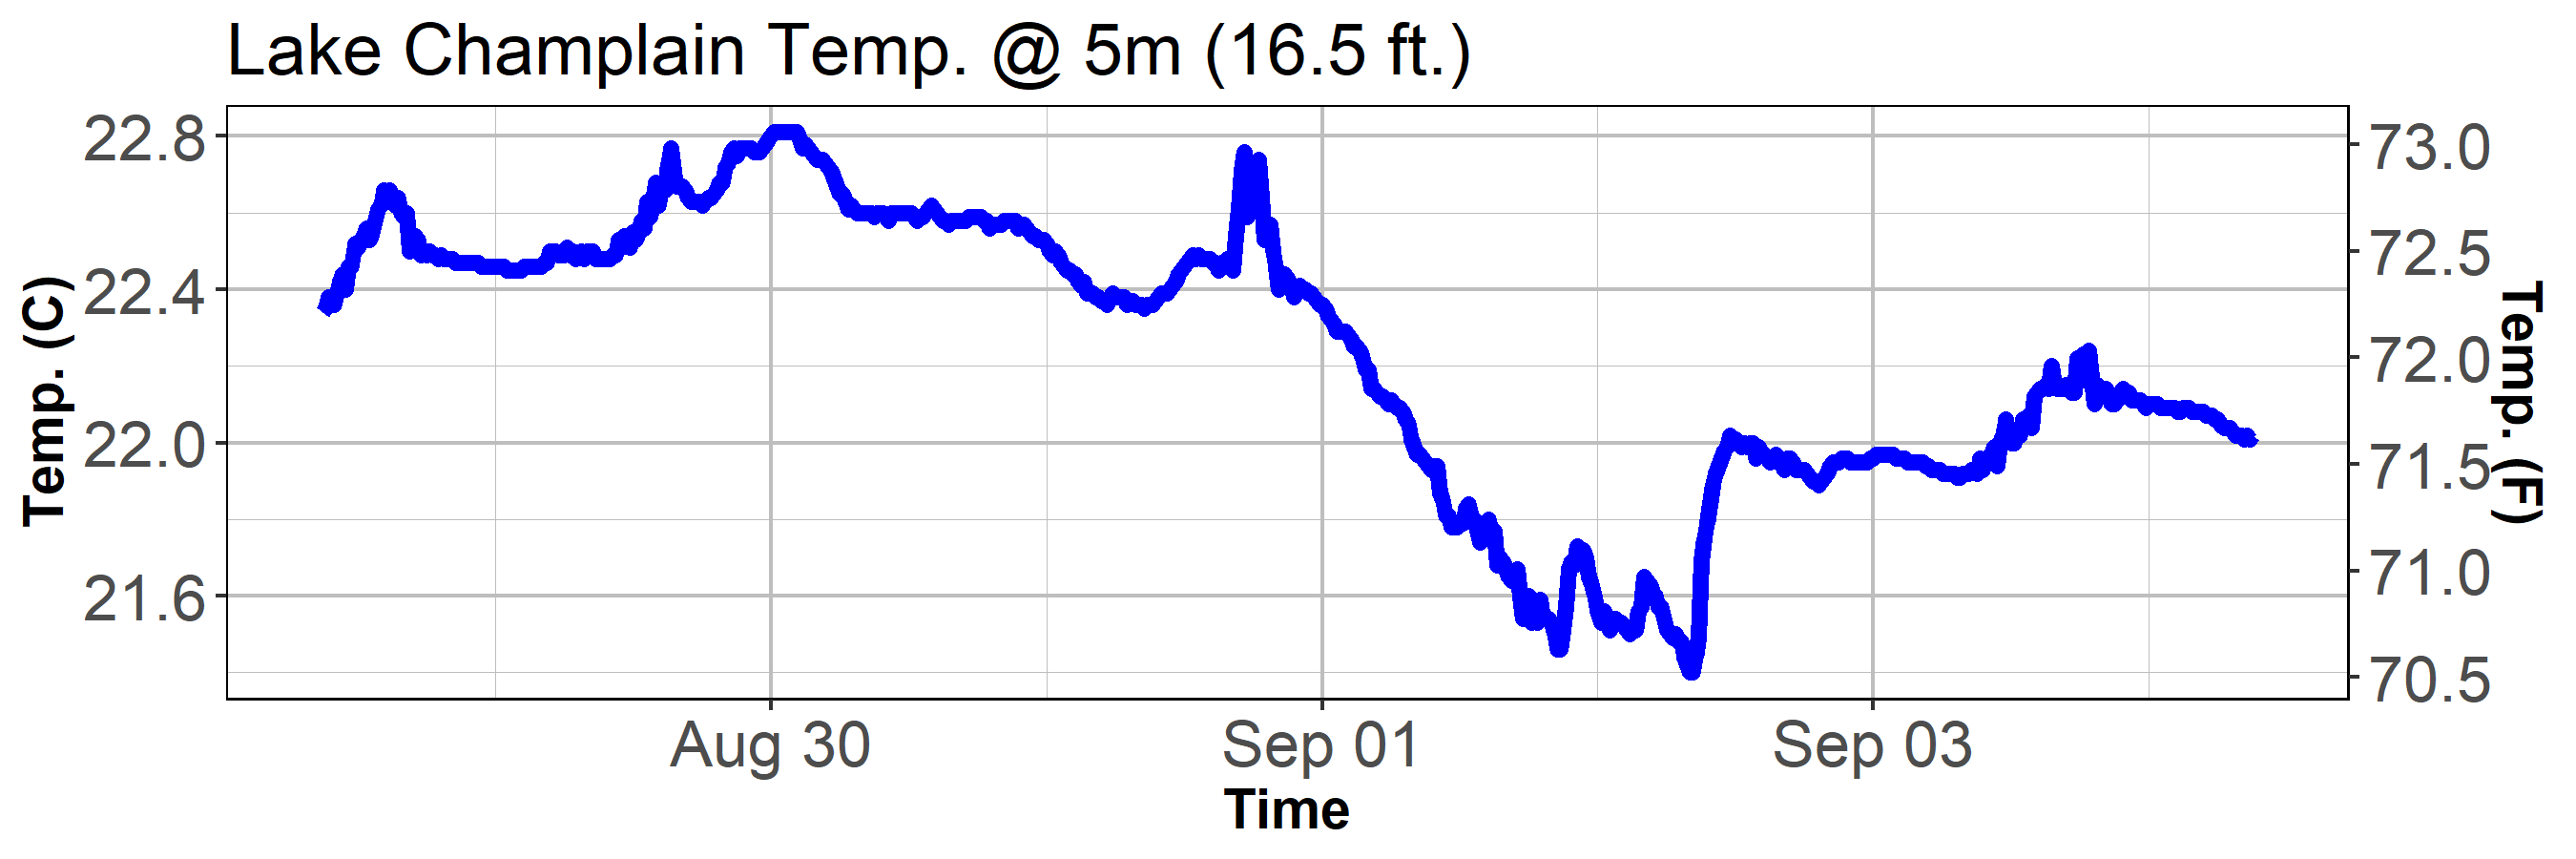 Lake Champlain Temp. @ 5m (16.5 ft.)
Temp. (C)
22.8
22.4
22.0
21.6
73.0
72.5
72.0
71.5
71.0
70.5
Temp. (F)
Aug 30
Sep 01
Sep 03
Time